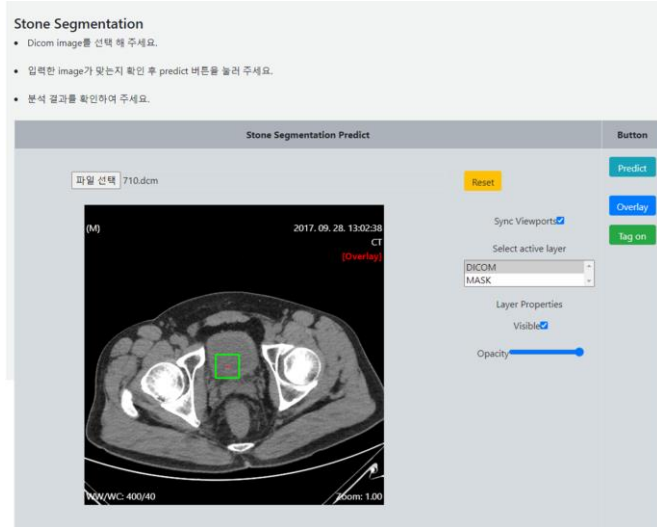 Stone Segmentation
• Dicom image를 선택 해 주세요.
• 입력한 image가 맞는지 확인 후 predict 버튼을 눌러 주세요.
• 분석 결과를 확인하여 주세요.
Stone Segmentation Predict
Button
파일 선택 710.dcm
Reset
Predict
Overlay
Tag on
(M)
2017. 09. 28. 13:02:38
CT
[Overlay]
Sync Viewports
Select active layer
DICOM
MASK
Layer Properties
Visible
Opacity
WW/WC: 400/40
Zoom: 1.00